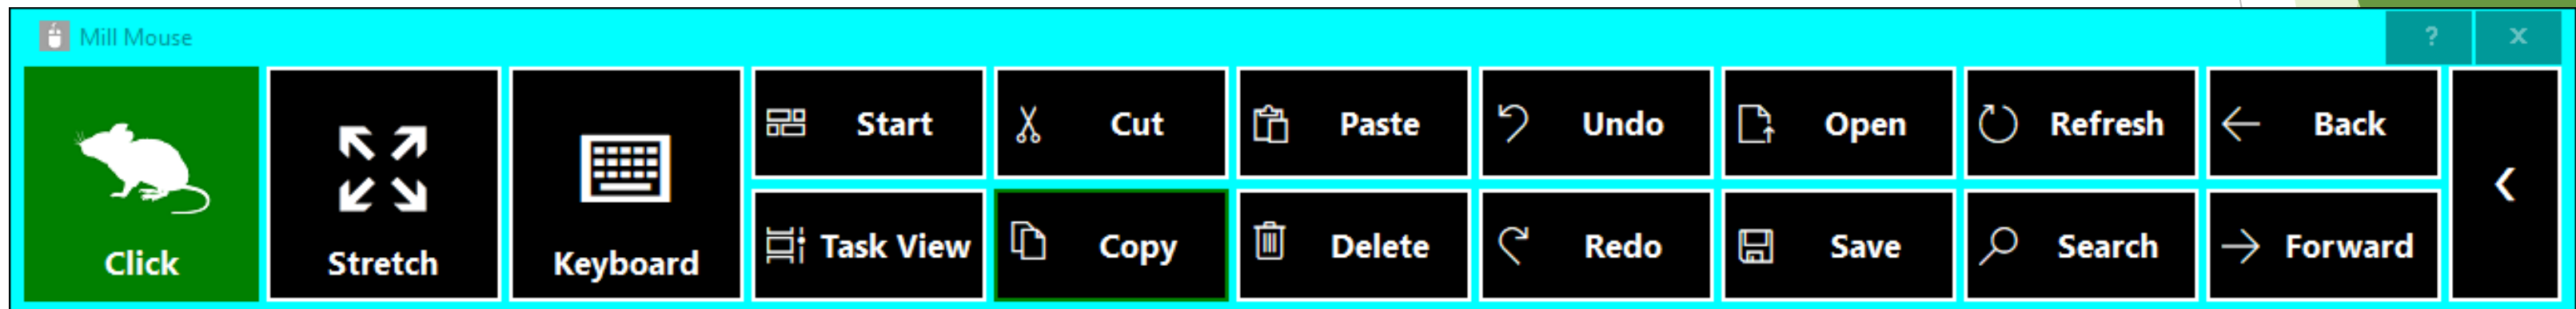 Mill Mouse ? x
Start Cut Paste Undo Open Refresh Back
Click Stretch Keyboard Task View Copy Delete Redo Save Search Forward